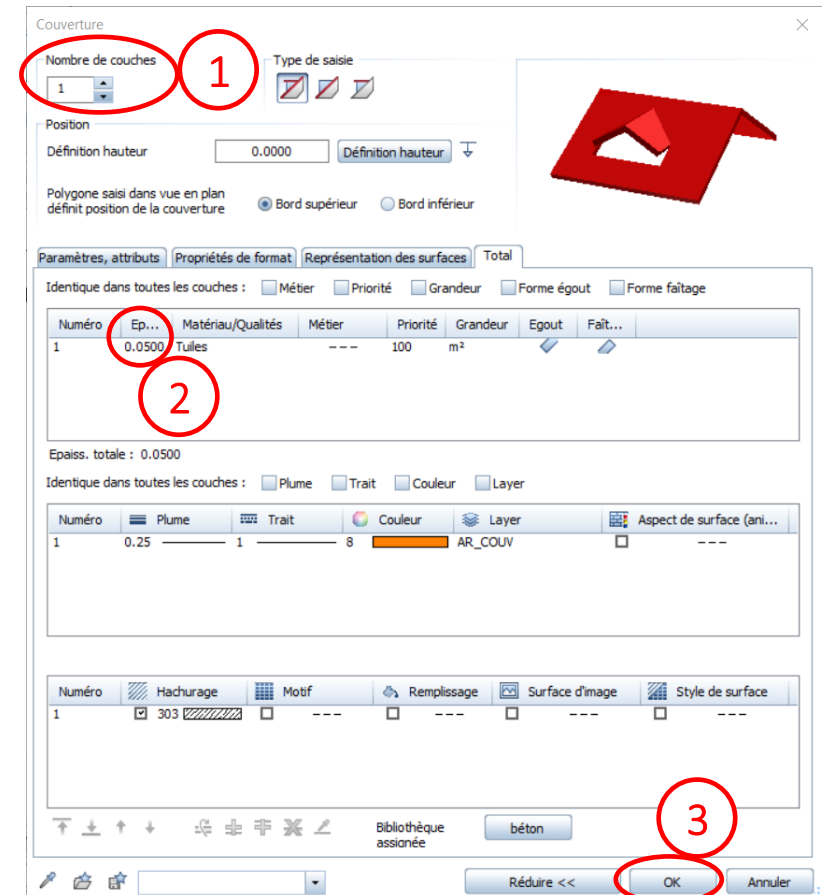 Couverture
Nombre de couches
1
1
Type de saisie
Position
Définition hauteur 0.0000 Définition hauteur
Polygone saisi dans vue en plan
définit position de la couverture
Bord supérieur Bord inférieur
Paramètres, attributs Propriétés de format Représentation des surfaces Total
Identique dans toutes les couches : Métier Priorité Grandeur Forme égout Forme faîtage
Numéro Ep... Matériau/Qualités Métier Priorité Grandeur Egout Faît...
1 0.0500 Tuiles --- 100 m²
2
Epaiss. totale : 0.0500
Identique dans toutes les couches : Plume Trait Couleur Layer
Numéro Plume Trait Couleur Layer Aspect de surface (ani...
1 0.25 1 8 AR_COUV ---
Numéro Hachurage Motif Remplissage Surface d'image Style de surface
1 303 --- --- --- ---
Bibliothèque
assignée
béton
3
Réduire << OK Annuler